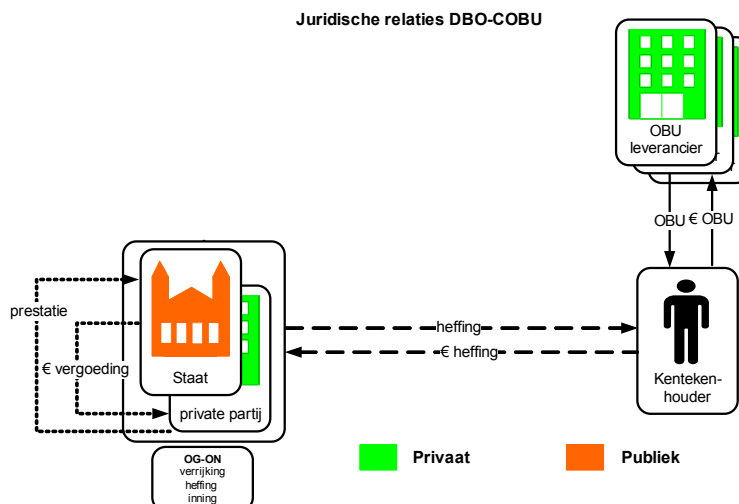 Juridische relaties DBO-COBU
OBU
leverancier
OBU
€ OBU
prestatie
€ vergoeding
Staat
private partij
heffing
€ heffing
Kenteken-
houder
OG-ON
verrijking
heffing
inning
Privaat
Publiek